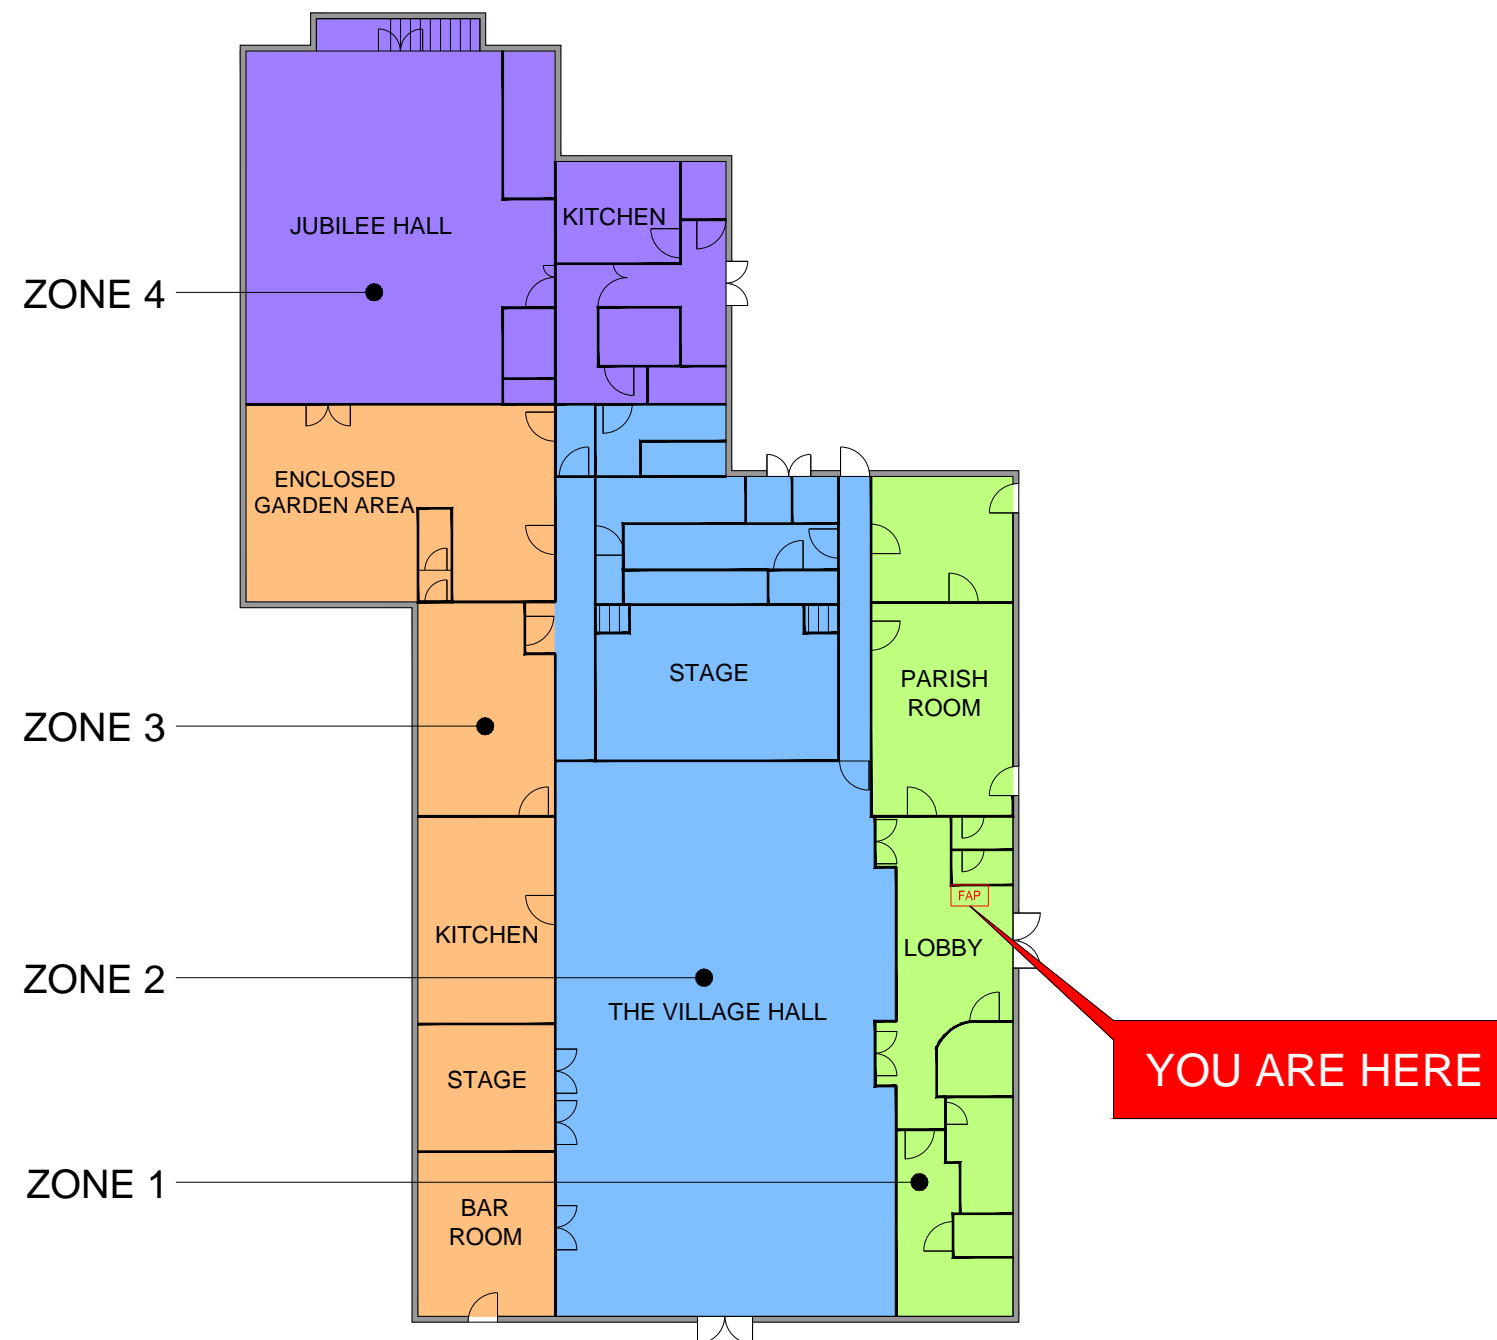 JUBILEE HALL
KITCHEN
ZONE 4
ENCLOSED
GARDEN AREA
STAGE
PARISH
ROOM
ZONE 3
FAP
KITCHEN
LOBBY
ZONE 2
THE VILLAGE HALL
YOU ARE HERE
STAGE
ZONE 1
BAR
ROOM